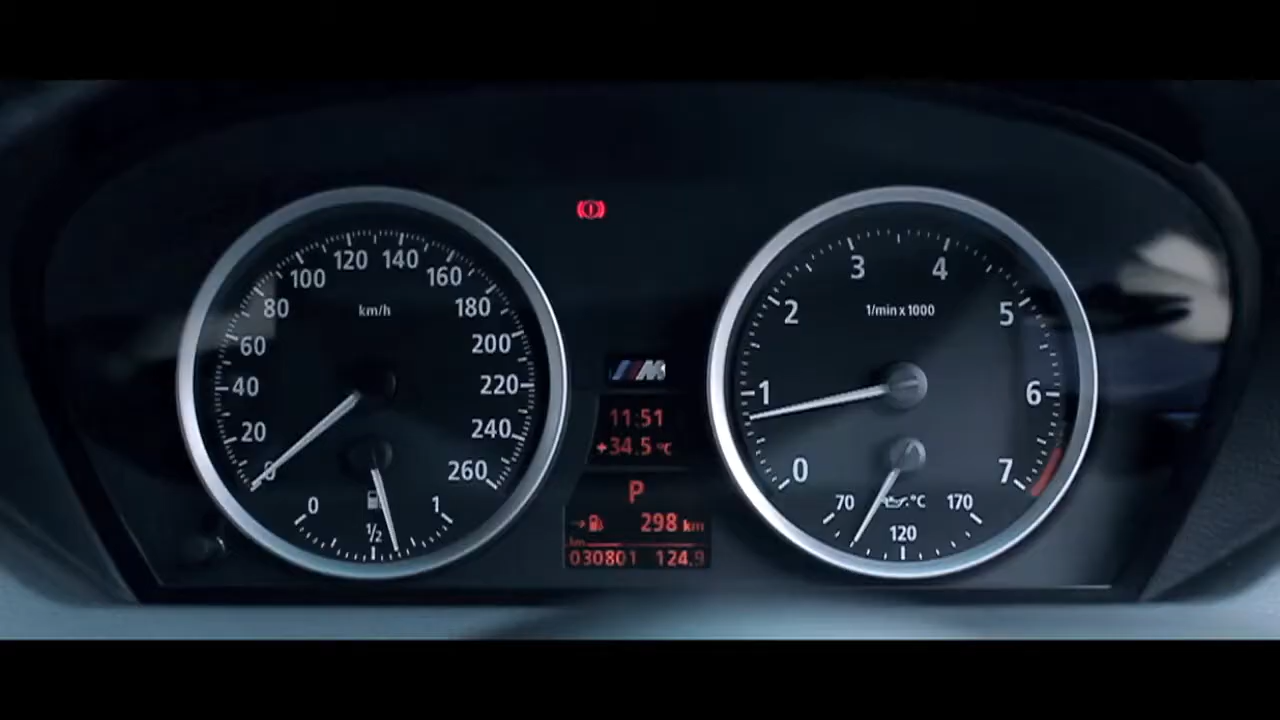 0 20 40 60 80 100 120 140 160 180 200 220 240 260
km/h
0 1/2 1
M
11:51
+34.5 °C
P
298 km
km
030801 124.9
0 1 2 3 4 5 6 7
1/min x 1000
70 °C 170
120